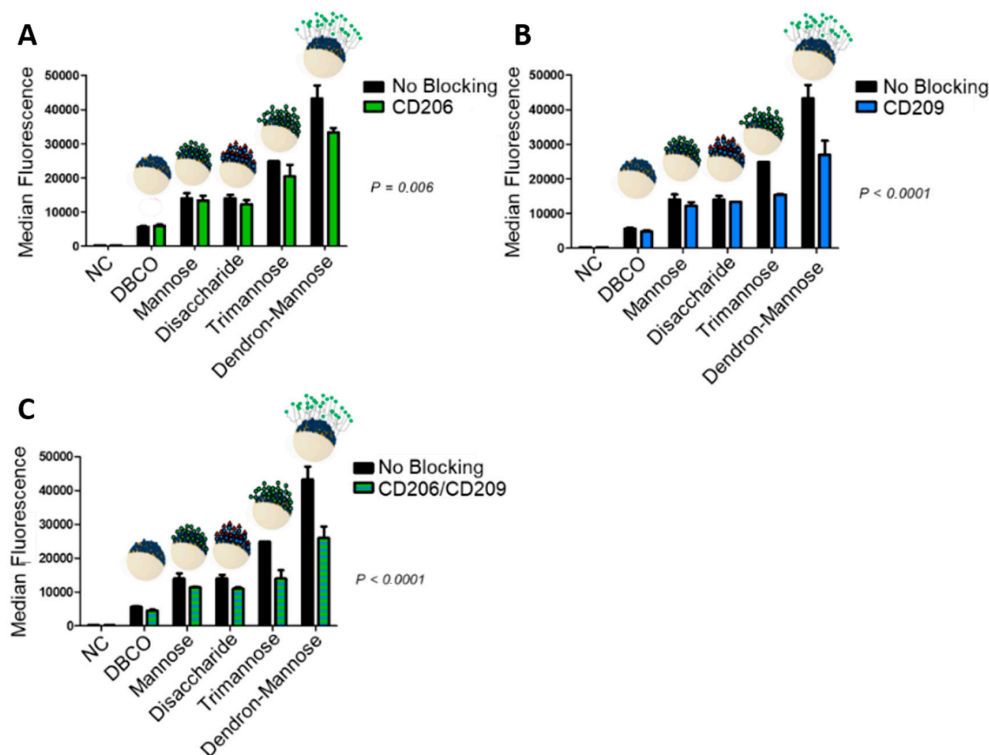 A
Median Fluorescence
50000
40000
30000
20000
10000
0
No Blocking
CD206
P = 0.006
NC
DBCO
Mannose
Disaccharide
Trimannose
Dendron-Mannose
B
Median Fluorescence
50000
40000
30000
20000
10000
0
No Blocking
CD209
P < 0.0001
NC
DBCO
Mannose
Disaccharide
Trimannose
Dendron-Mannose
C
Median Fluorescence
50000
40000
30000
20000
10000
0
No Blocking
CD206/CD209
P < 0.0001
NC
DBCO
Mannose
Disaccharide
Trimannose
Dendron-Mannose